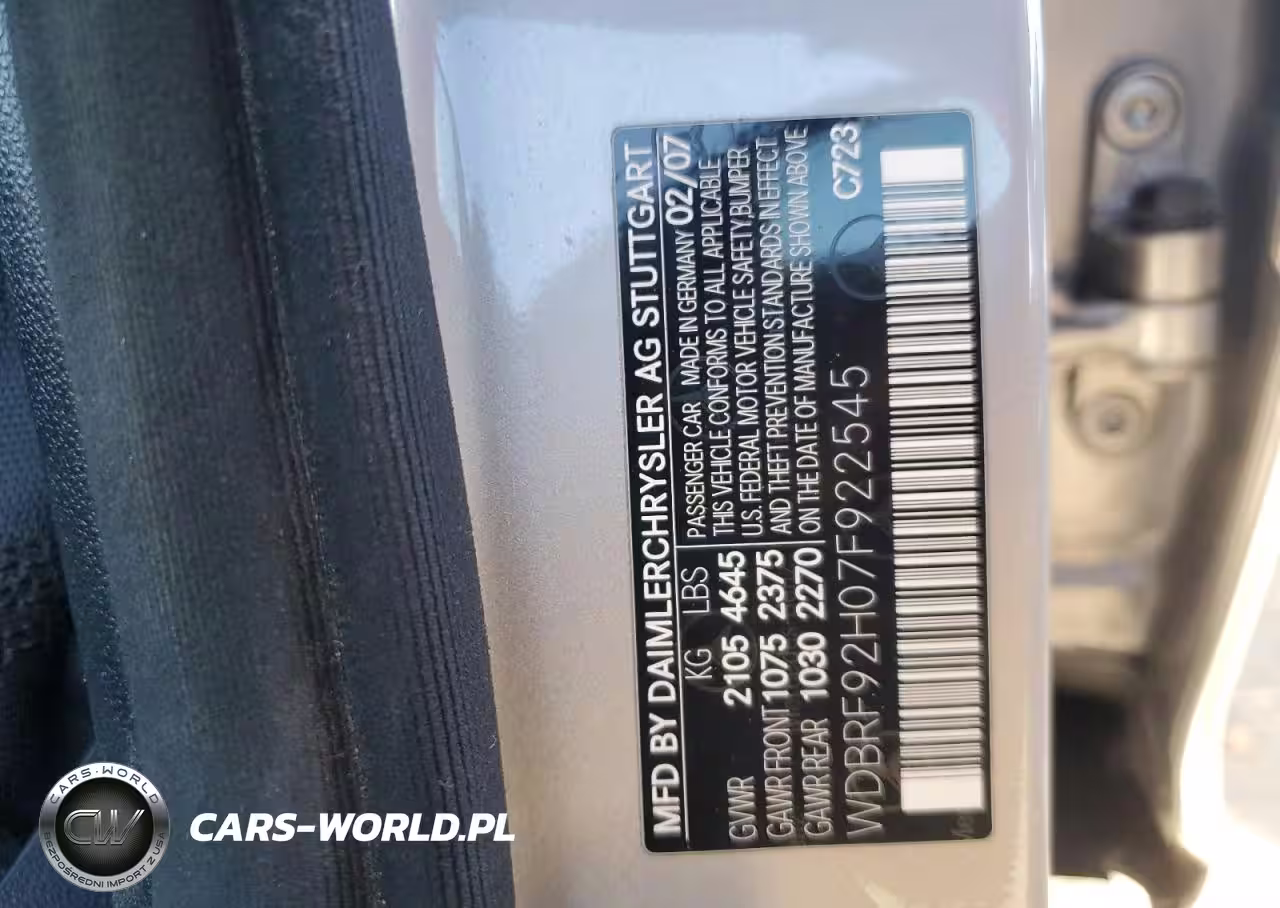 MFD BY DAIMLERCHRYSLER AG STUTTGART
KG LBS PASSENGER CAR MADE IN GERMANY 02/07
THIS VEHICLE CONFORMS TO ALL APPLICABLE
GVWR 2105 4645 U.S. FEDERAL MOTOR VEHICLE SAFETY,BUMPER
GAWR FRONT 1075 2375 AND THEFT PREVENTION STANDARDS IN EFFECT
GAWR REAR 1030 2270 ON THE DATE OF MANUFACTURE SHOWN ABOVE
WDBRF92H07F922545 C723
CARS-WORLD
CW
BEZPOŚREDNI IMPORT Z USA
CARS-WORLD.PL